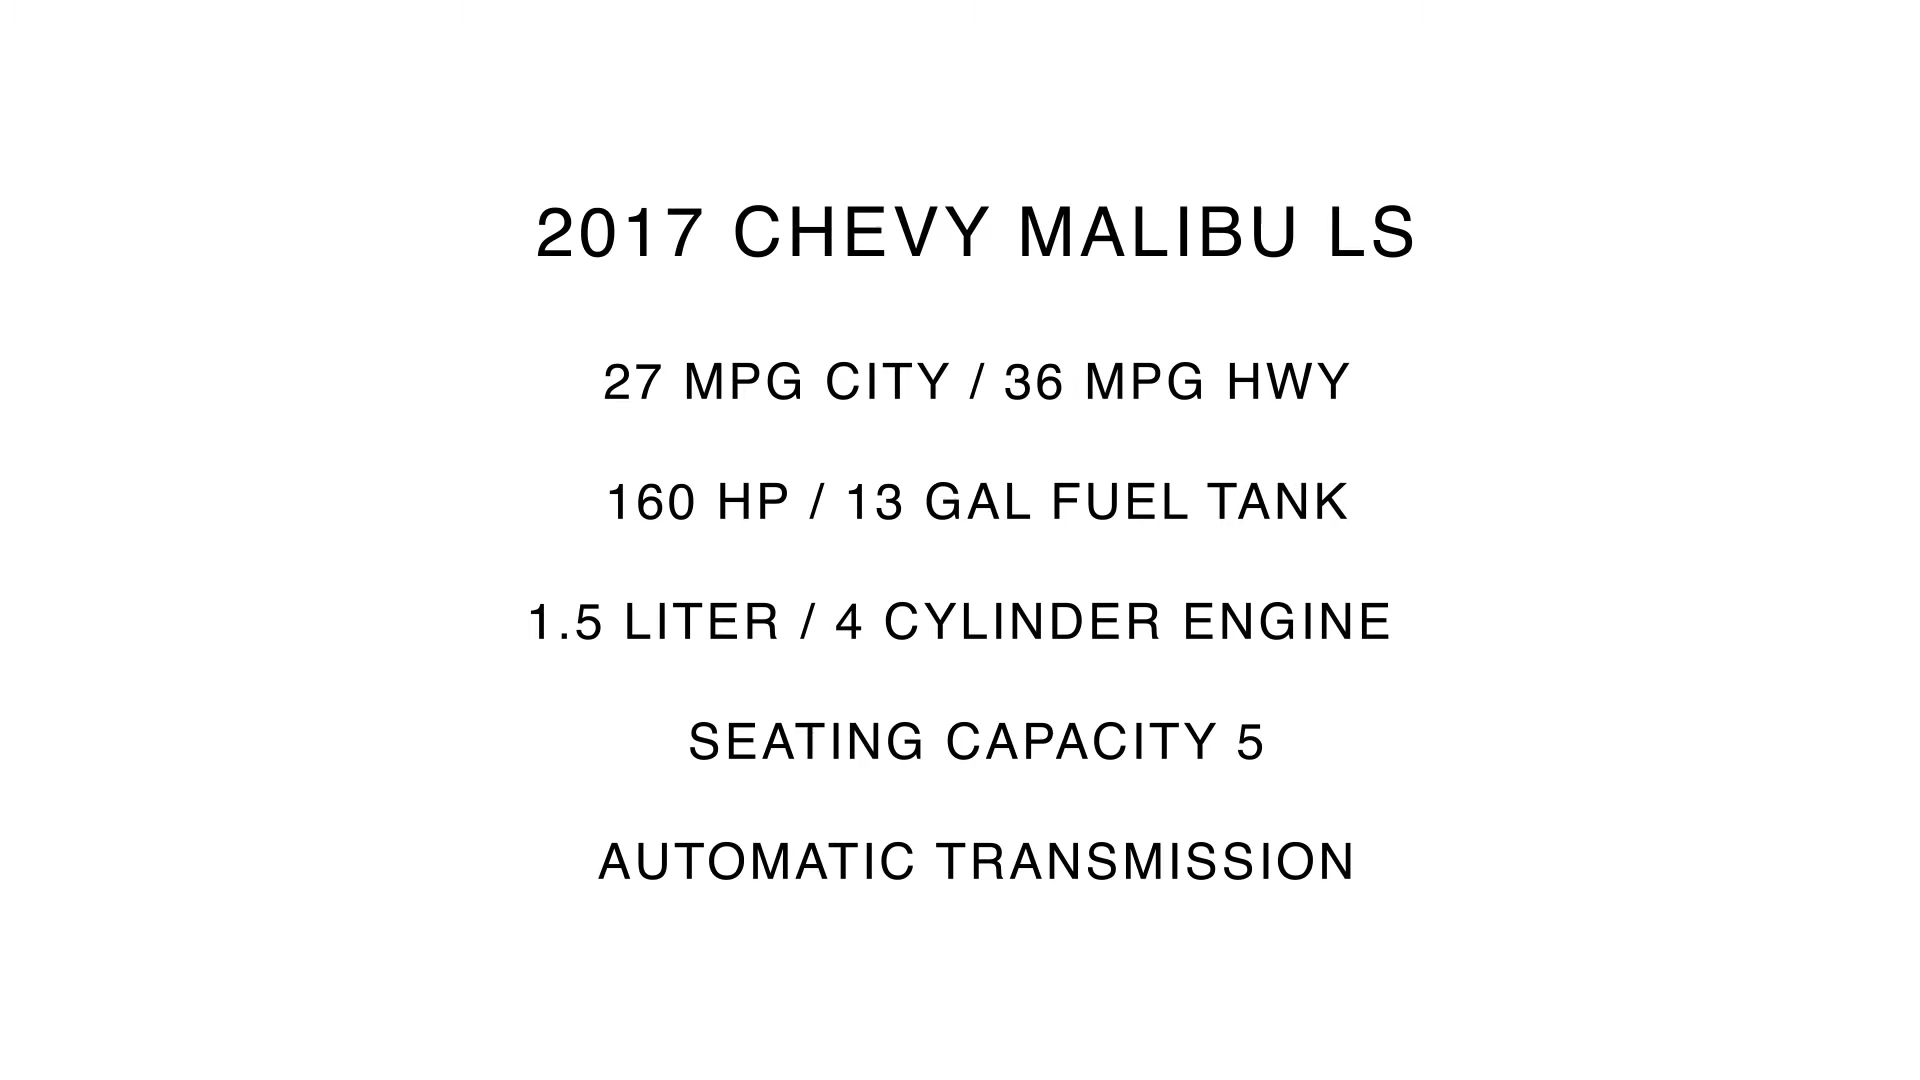 2017 CHEVY MALIBU LS
27 MPG CITY / 36 MPG HWY
160 HP / 13 GAL FUEL TANK
1.5 LITER / 4 CYLINDER ENGINE
SEATING CAPACITY 5
AUTOMATIC TRANSMISSION